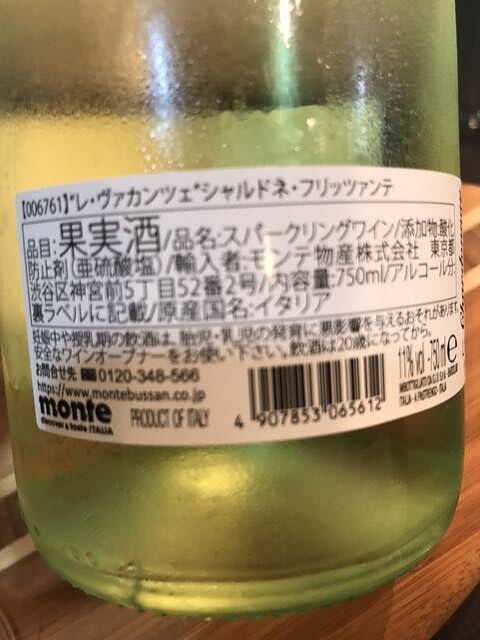 【006761】"レ・ヴァカンツェ"シャルドネ・フリッツァンテ
品目:果実酒/品名:スパークリングワイン/添加物:酸化
防止剤(亜硫酸塩)/輸入者:モンテ物産株式会社 東京都
渋谷区神宮前5丁目52番2号/内容量:750ml/アルコール分:
裏ラベルに記載/原産国名:イタリア
妊娠中や授乳期の飲酒は、胎児・乳児の発育に悪影響を与えるおそれがあります。
安全なワインオープナーをお使い下さい。飲酒は20歳になってから。
お問合せ先 0120-348-566
https://www.montebussan.co.jp
monte
discover & taste ITALIA
PRODUCT OF ITALY
4 907853 065612
11% vol - 750 ml e
ITALIA